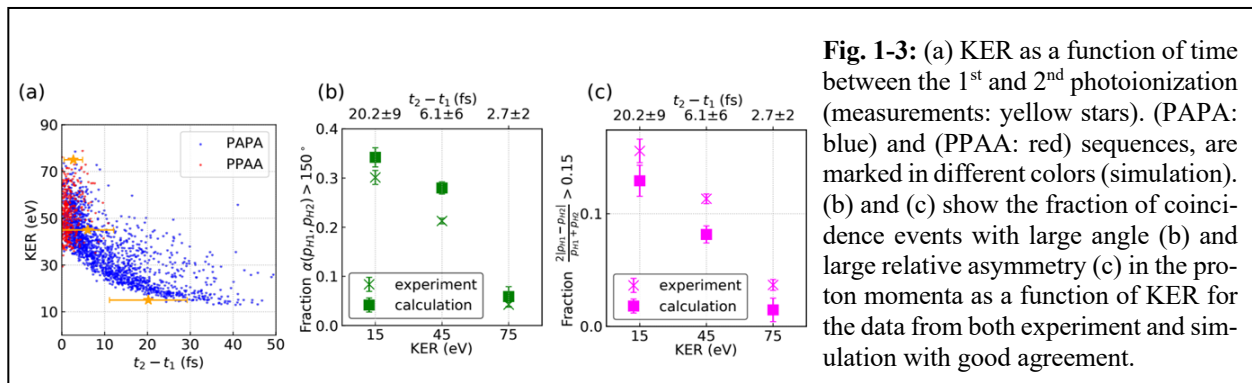 (a)
90
70
50
30
10
KER (eV)
PAPA
PPAA
0 10 20 30 40 50
t₂ − t₁ (fs)
(b)
t₂ − t₁ (fs)
20.2±9 6.1±6 2.7±2
0.4
0.3
0.2
0.1
0.0
Fraction α(p_H1, p_H2) > 150°
experiment
calculation
15 45 75
KER (eV)
(c)
t₂ − t₁ (fs)
20.2±9 6.1±6 2.7±2
0.1
0.0
Fraction 2|p_H1−p_H2|/p_H1+p_H2 > 0.15
experiment
calculation
15 45 75
KER (eV)
Fig. 1-3: (a) KER as a function of time
between the 1st and 2nd photoionization
(measurements: yellow stars). (PAPA:
blue) and (PPAA: red) sequences, are
marked in different colors (simulation).
(b) and (c) show the fraction of coinci-
dence events with large angle (b) and
large relative asymmetry (c) in the pro-
ton momenta as a function of KER for
the data from both experiment and sim-
ulation with good agreement.